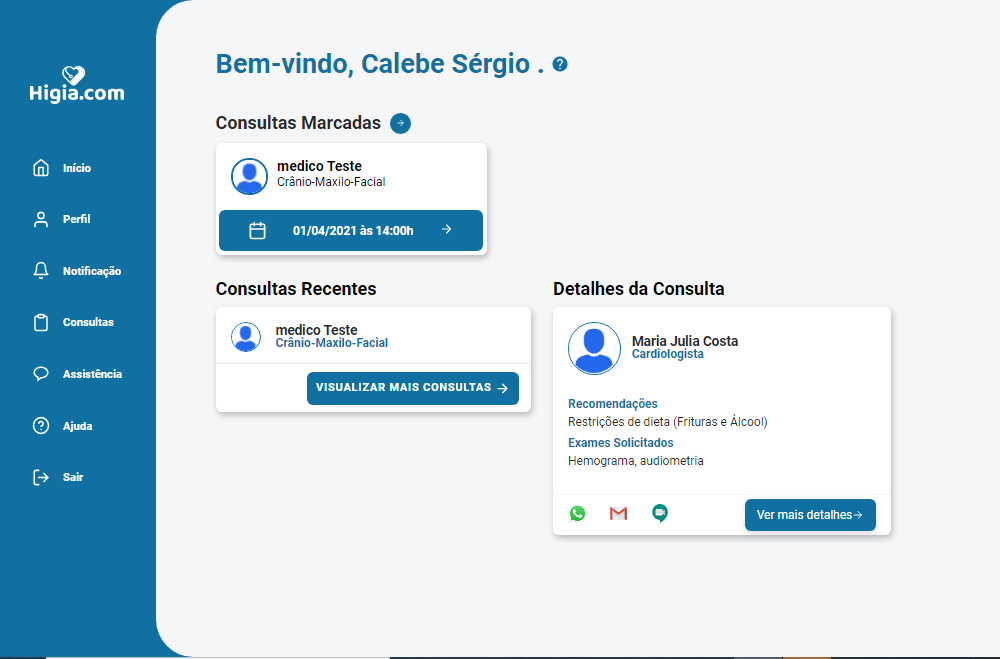 Higia.com
Início
Perfil
Notificação
Consultas
Assistência
Ajuda
Sair
Bem-vindo, Calebe Sérgio . ?
Consultas Marcadas
medico Teste
Crânio-Maxilo-Facial
01/04/2021 às 14:00h
Consultas Recentes
medico Teste
Crânio-Maxilo-Facial
VISUALIZAR MAIS CONSULTAS
Detalhes da Consulta
Maria Julia Costa
Cardiologista
Recomendações
Restrições de dieta (Frituras e Álcool)
Exames Solicitados
Hemograma, audiometria
Ver mais detalhes